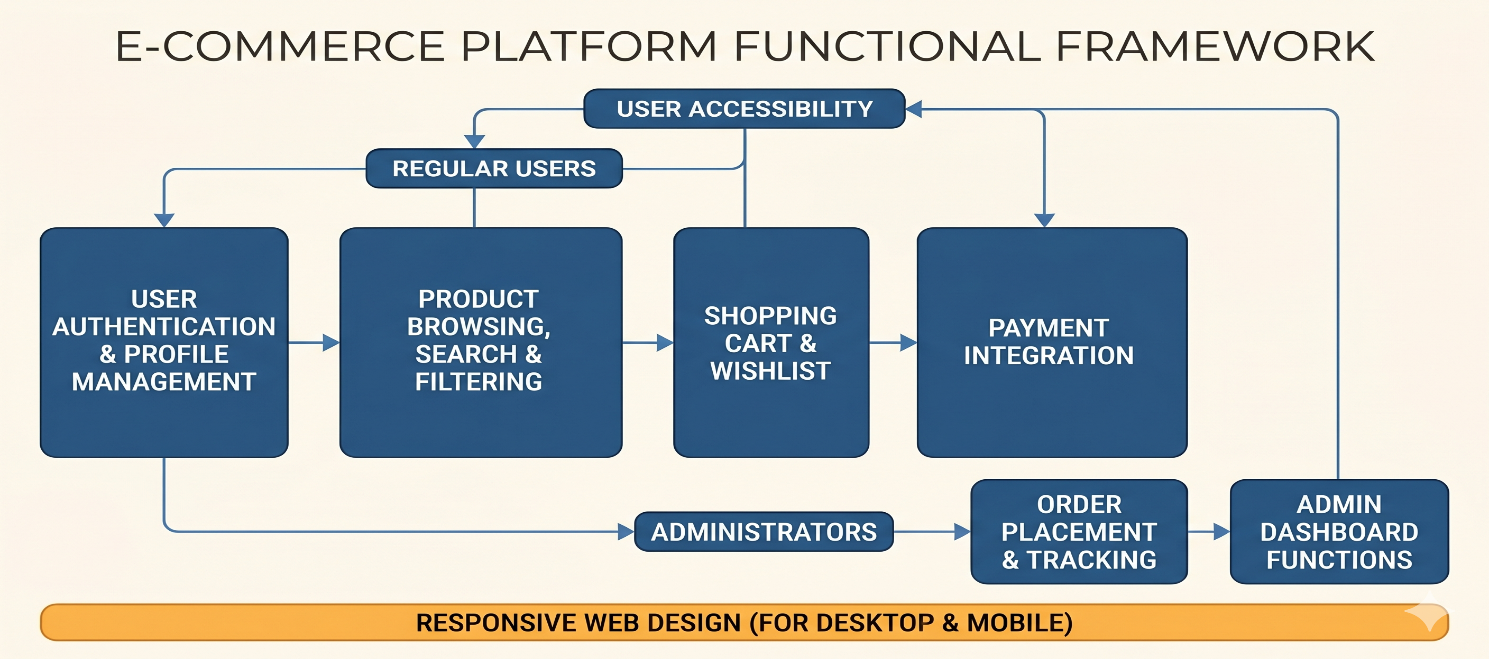 E-COMMERCE PLATFORM FUNCTIONAL FRAMEWORK
USER ACCESSIBILITY
REGULAR USERS
USER
AUTHENTICATION
& PROFILE
MANAGEMENT
PRODUCT
BROWSING,
SEARCH &
FILTERING
SHOPPING
CART &
WISHLIST
PAYMENT
INTEGRATION
ADMINISTRATORS
ORDER
PLACEMENT
& TRACKING
ADMIN
DASHBOARD
FUNCTIONS
RESPONSIVE WEB DESIGN (FOR DESKTOP & MOBILE)